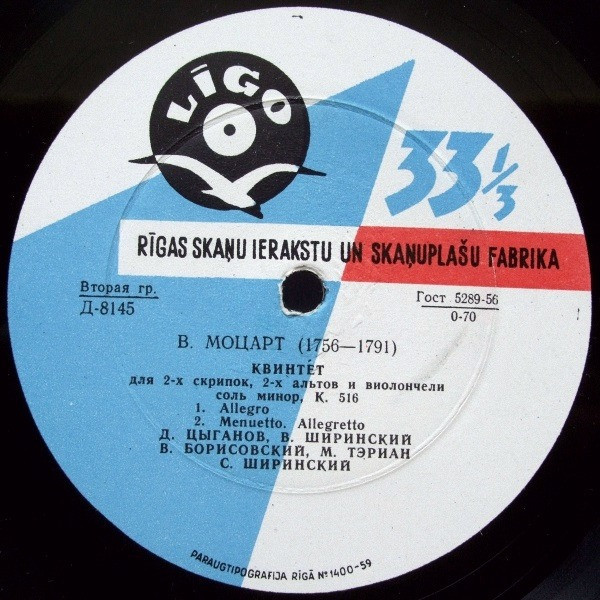 LĪGO
33 1/3
RĪGAS SKAŅU IERAKSTU UN SKAŅUPLAŠU FABRIKA
Вторая гр.
Д-8145
Гост 5289-56
0-70
В. МОЦАРТ (1756—1791)
КВИНТЕТ
для 2-х скрипок, 2-х альтов и виолончели
соль минор, К. 516
1. Allegro
2. Menuetto. Allegretto
Д. ЦЫГАНОВ, В. ШИРИНСКИЙ
В. БОРИСОВСКИЙ, М. ТЭРИАН
С. ШИРИНСКИЙ
PARAUGTIPOGRAFIJA RĪGĀ № 1400-59